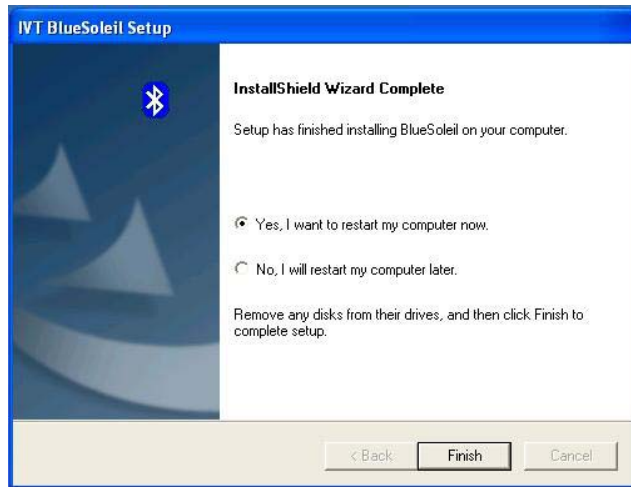 IVT BlueSoleil Setup
InstallShield Wizard Complete
Setup has finished installing BlueSoleil on your computer.
Yes, I want to restart my computer now.
No, I will restart my computer later.
Remove any disks from their drives, and then click Finish to
complete setup.
< Back
Finish
Cancel